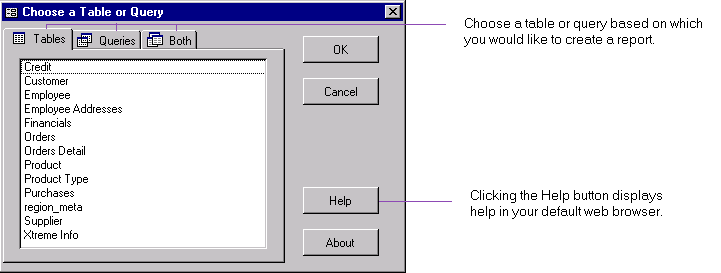 Choose a Table or Query
Tables
Queries
Both
Credit
Customer
Employee
Employee Addresses
Financials
Orders
Orders Detail
Product
Product Type
Purchases
region_meta
Supplier
Xtreme Info
OK
Cancel
Help
About
Choose a table or query based on which
you would like to create a report.
Clicking the Help button displays
help in your default web browser.